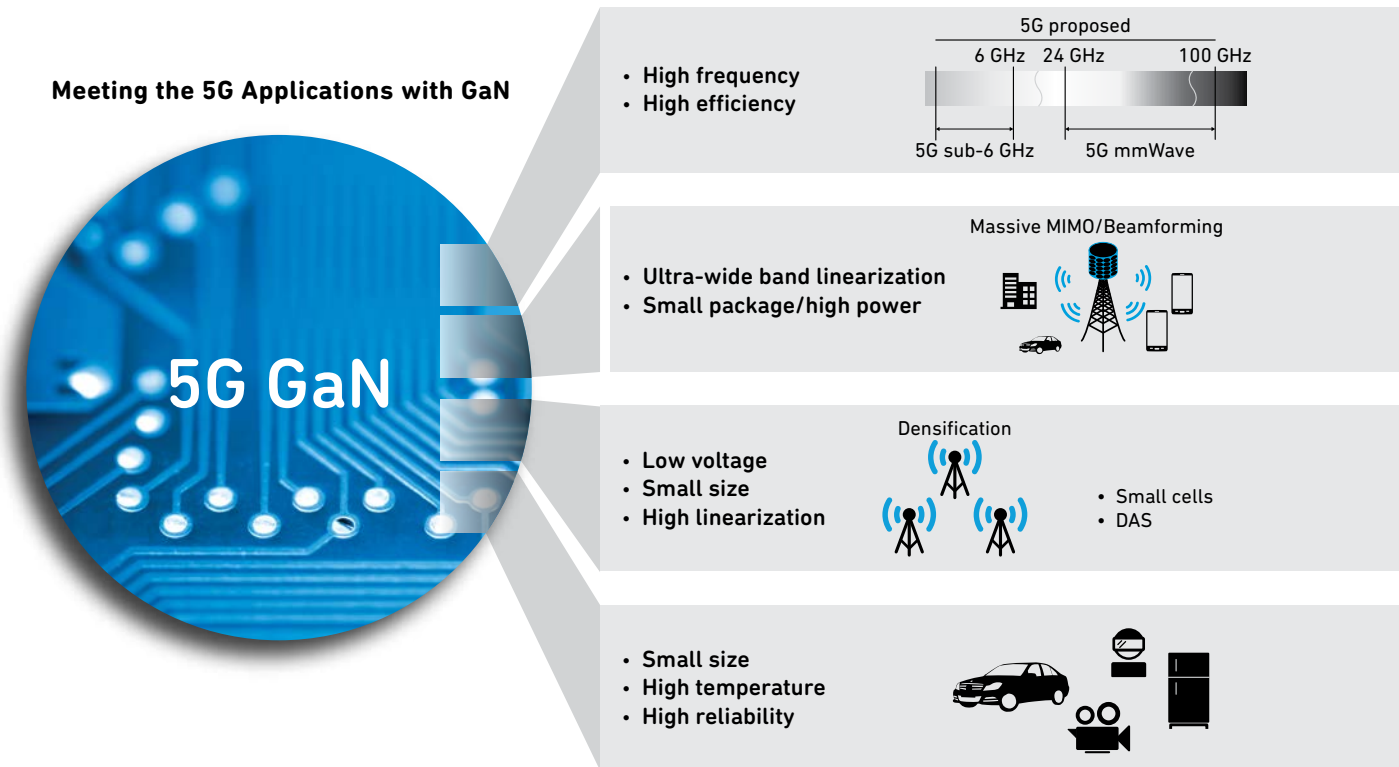 Meeting the 5G Applications with GaN
5G GaN
• High frequency
• High efficiency
5G proposed
6 GHz 24 GHz 100 GHz
5G sub-6 GHz 5G mmWave
• Ultra-wide band linearization
• Small package/high power
Massive MIMO/Beamforming
• Low voltage
• Small size
• High linearization
Densification
• Small cells
• DAS
• Small size
• High temperature
• High reliability